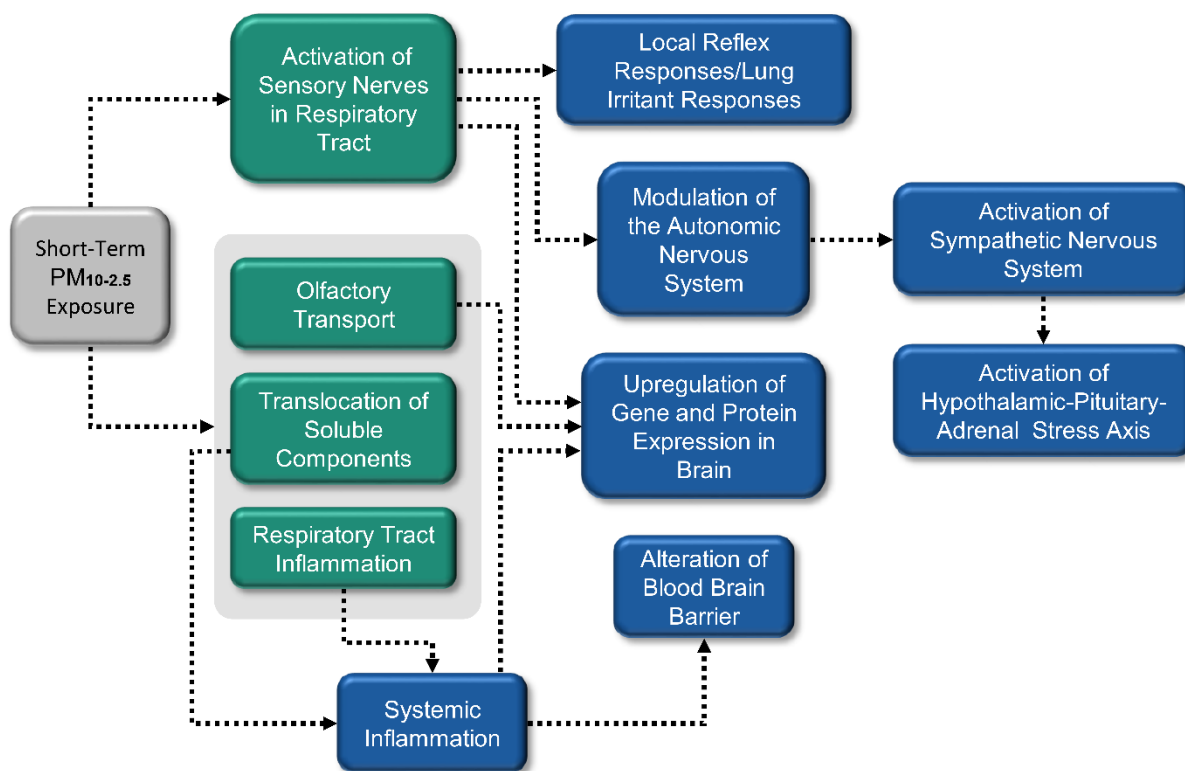 Activation of
Sensory Nerves
in Respiratory
Tract
Local Reflex
Responses/Lung
Irritant Responses
Modulation of
the Autonomic
Nervous
System
Activation of
Sympathetic Nervous
System
Short-Term
PM10-2.5
Exposure
Olfactory
Transport
Translocation of
Soluble
Components
Respiratory Tract
Inflammation
Upregulation of
Gene and Protein
Expression in
Brain
Activation of
Hypothalamic-Pituitary-
Adrenal Stress Axis
Alteration of
Blood Brain
Barrier
Systemic
Inflammation